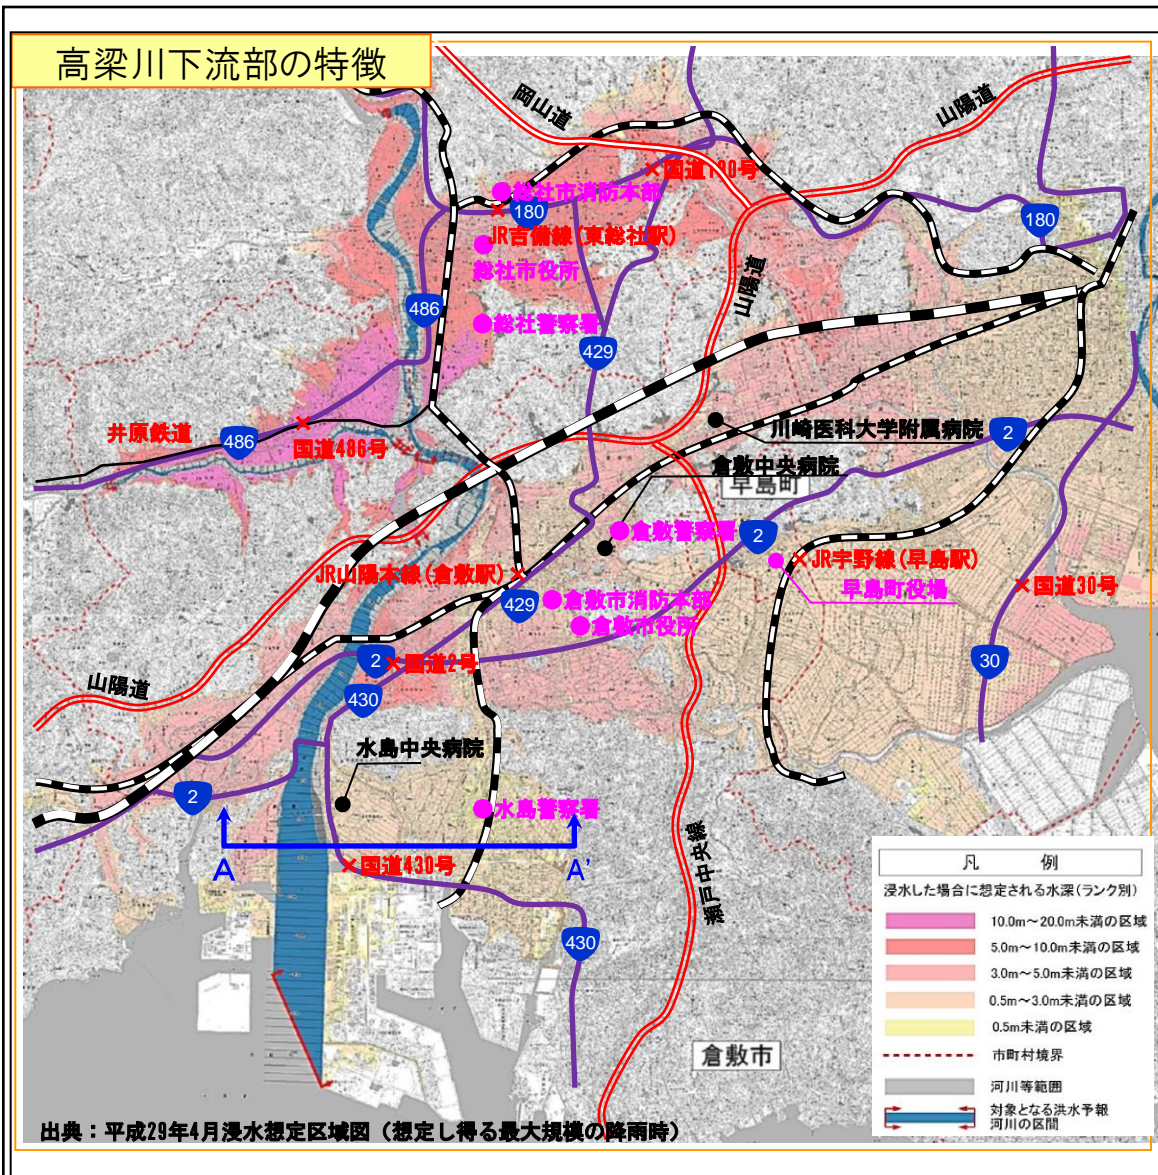 高梁川下流部の特徴
岡山道
山陽道
国道180号
総社市消防本部
180
180
JR吉備線(東総社駅)
総社市役所
山陽道
486
総社警察署
429
井原鉄道
486
国道486号
川崎医科大学附属病院
2
倉敷中央病院
早島町
倉敷警察署
2
JR宇野線(早島駅)
JR山陽本線(倉敷駅)
早島町役場
国道30号
429
倉敷市消防本部
倉敷市役所
2
国道2号
30
山陽道
430
水島中央病院
2
水島警察署
瀬戸中央線
A
A'
国道430号
430
倉敷市
凡 例
浸水した場合に想定される水深(ランク別)
10.0m~20.0m未満の区域
5.0m~10.0m未満の区域
3.0m~5.0m未満の区域
0.5m~3.0m未満の区域
0.5m未満の区域
市町村境界
河川等範囲
対象となる洪水予報
河川の区間
出典:平成29年4月浸水想定区域図(想定し得る最大規模の降雨時)